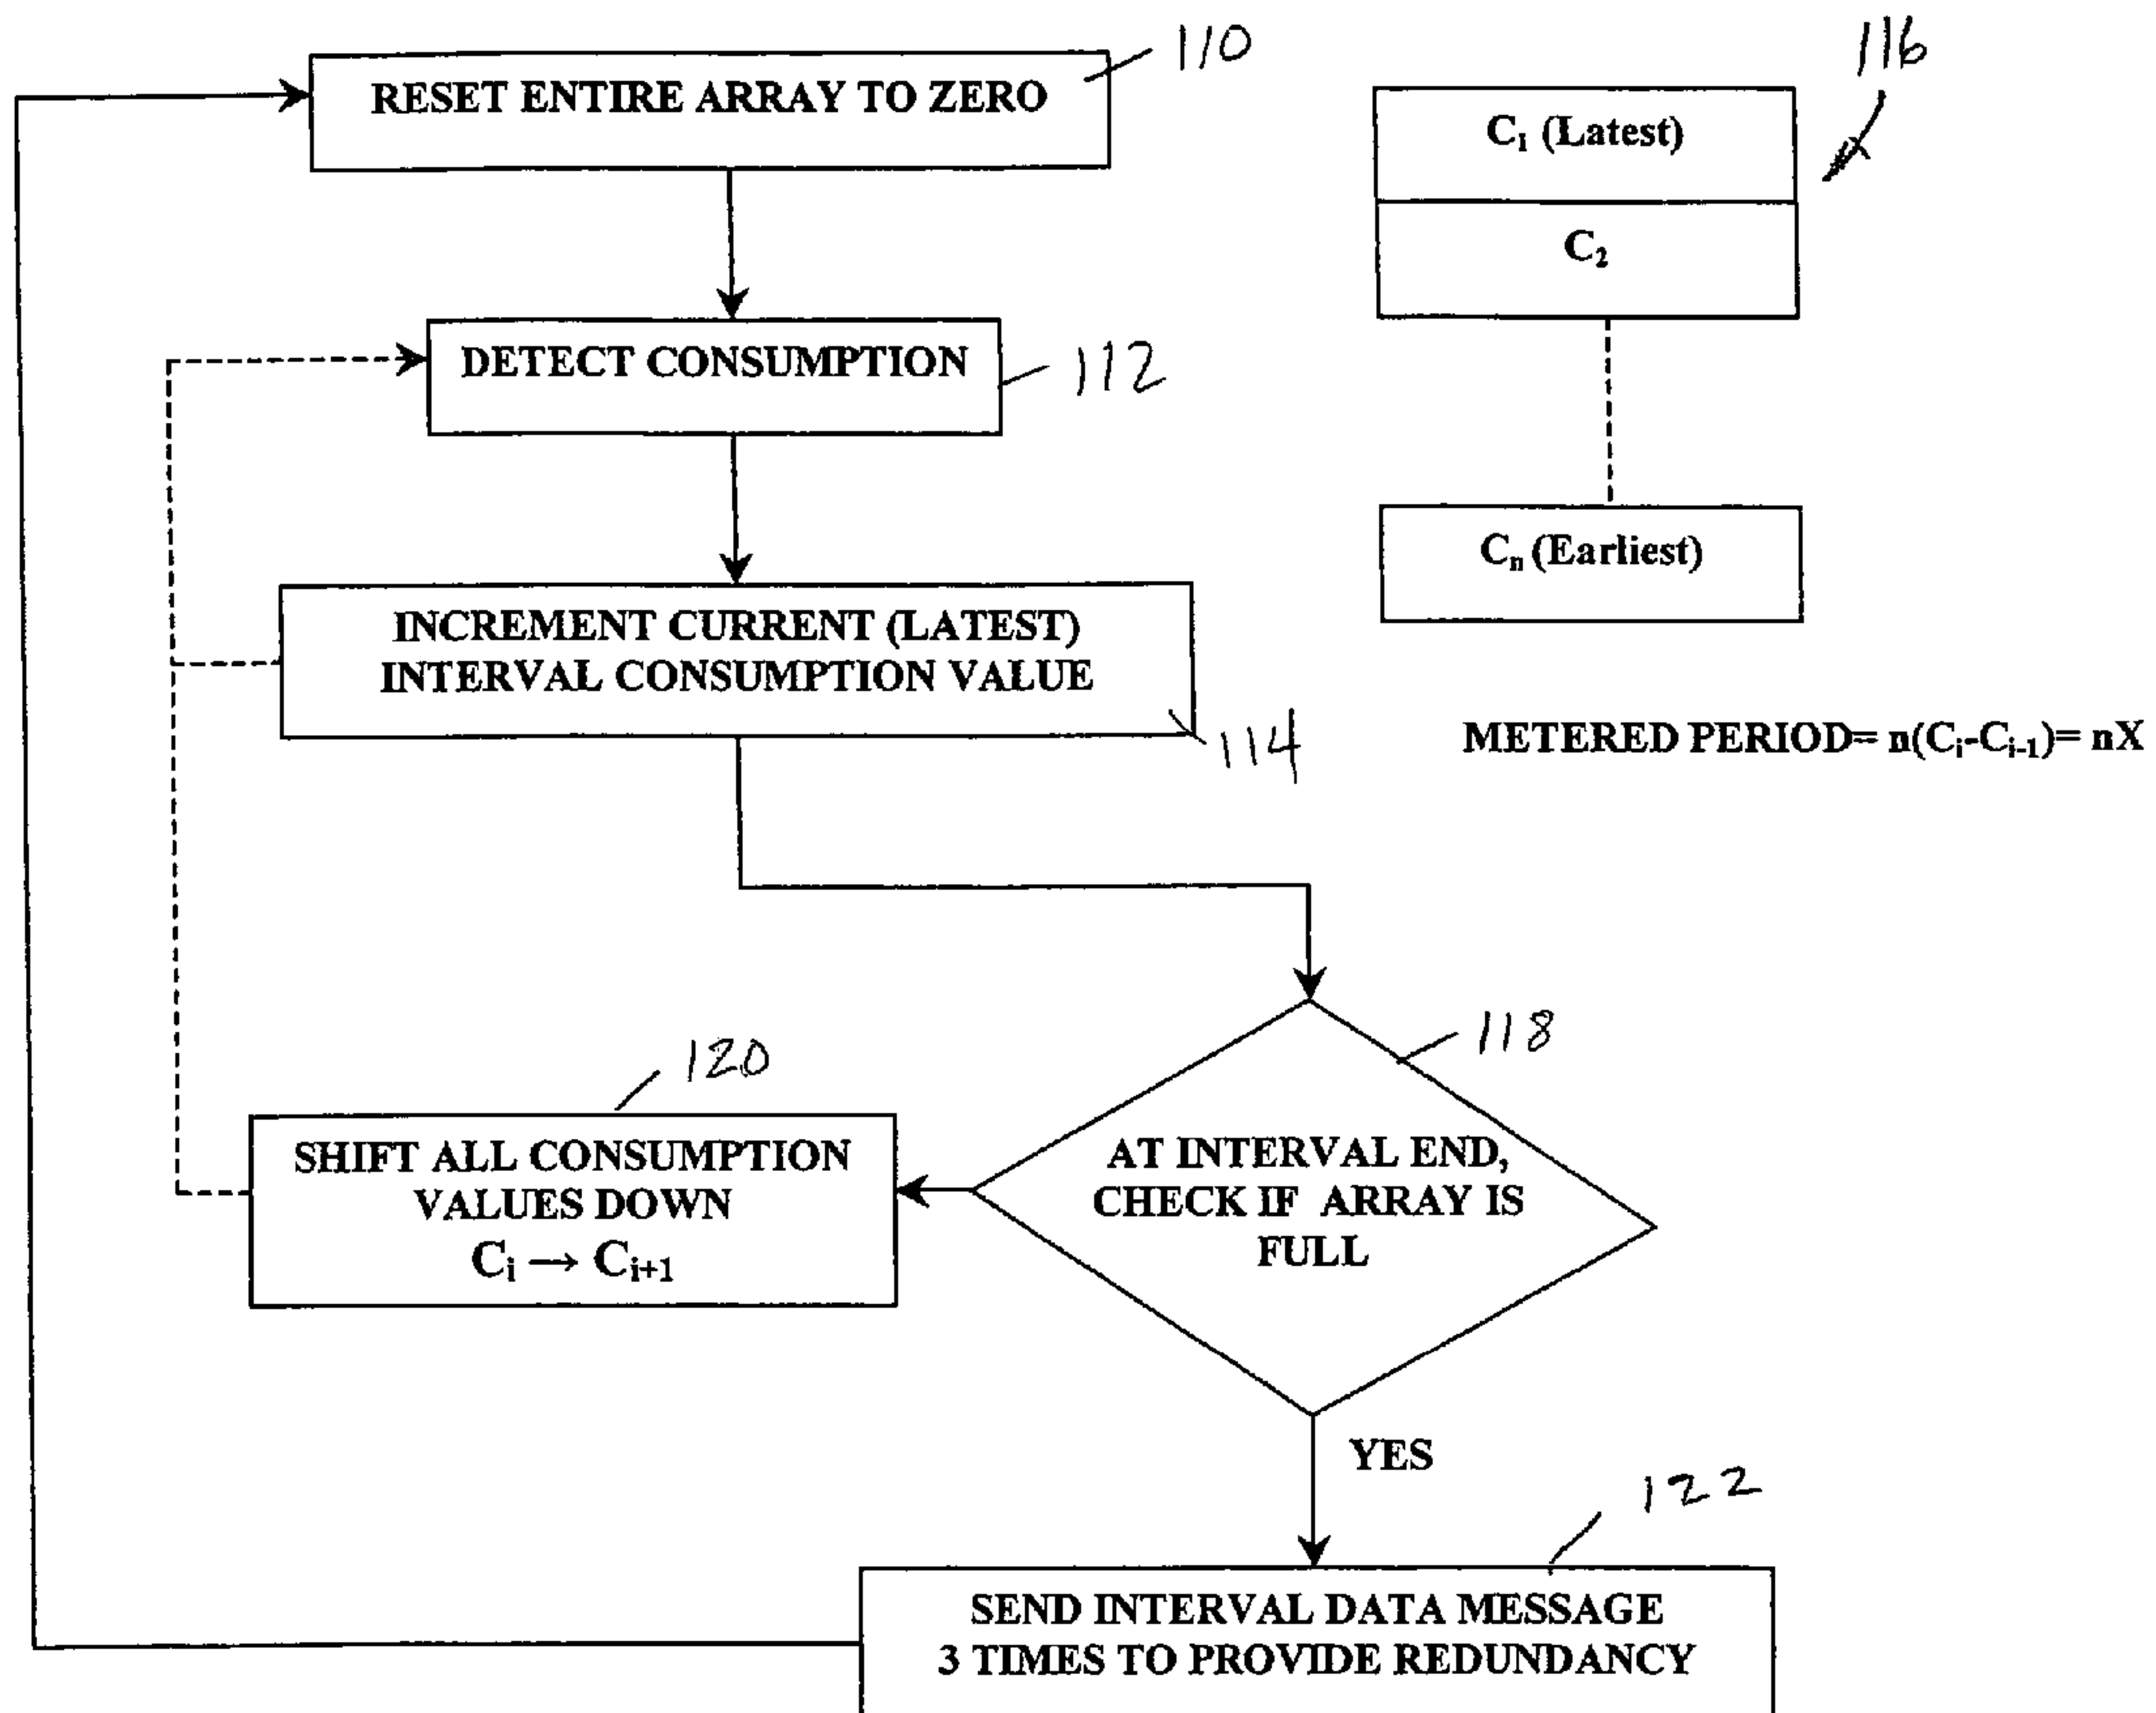 110
RESET ENTIRE ARRAY TO ZERO
116
C₁ (Latest)
C₂
DETECT CONSUMPTION
112
Cₙ (Earliest)
INCREMENT CURRENT (LATEST)
INTERVAL CONSUMPTION VALUE
114
METERED PERIOD= n(Cᵢ-Cᵢ₋₁)= nX
118
120
AT INTERVAL END,
CHECK IF ARRAY IS
FULL
SHIFT ALL CONSUMPTION
VALUES DOWN
Cᵢ → Cᵢ₊₁
YES
122
SEND INTERVAL DATA MESSAGE
3 TIMES TO PROVIDE REDUNDANCY